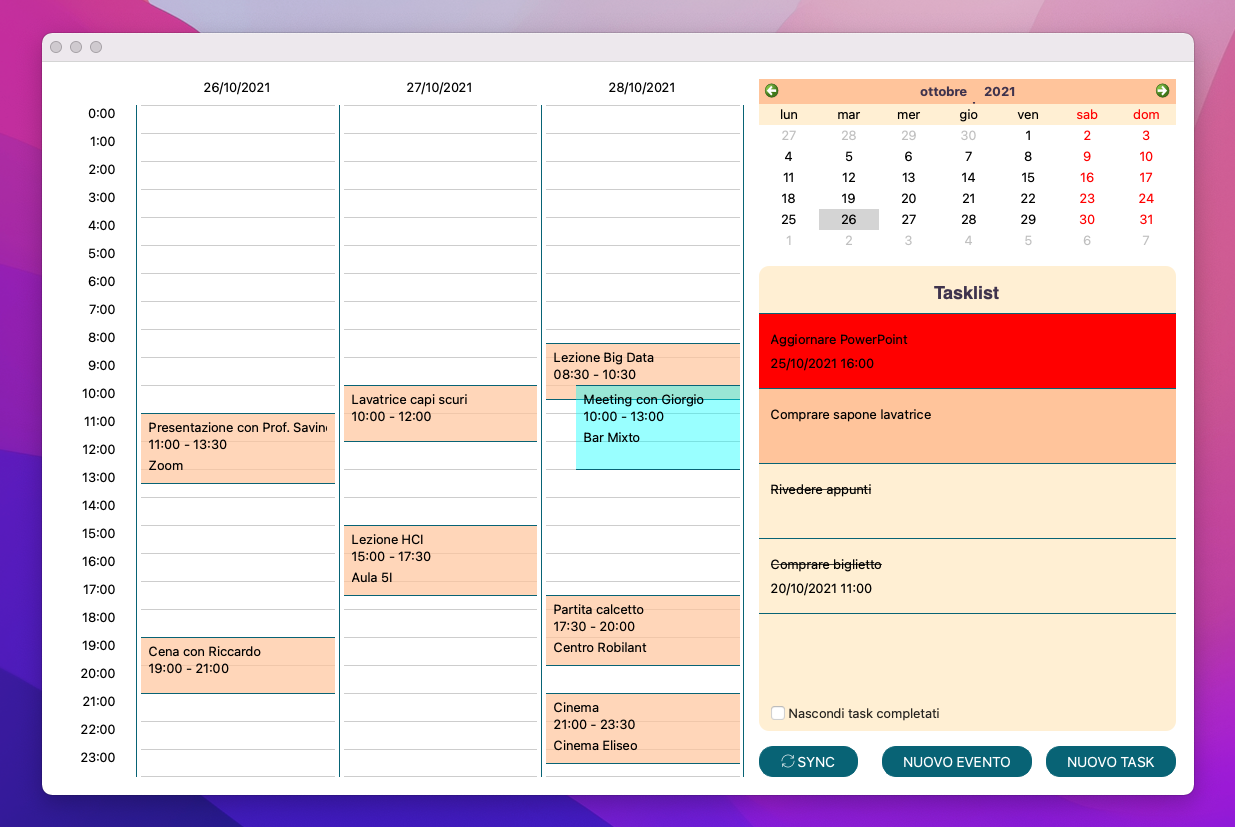 26/10/2021 27/10/2021 28/10/2021
0:00
1:00
2:00
3:00
4:00
5:00
6:00
7:00
8:00
9:00
10:00
11:00
12:00
13:00
14:00
15:00
16:00
17:00
18:00
19:00
20:00
21:00
22:00
23:00
Presentazione con Prof. Savino
11:00 - 13:30
Zoom
Cena con Riccardo
19:00 - 21:00
Lavatrice capi scuri
10:00 - 12:00
Lezione HCI
15:00 - 17:30
Aula 5I
Lezione Big Data
08:30 - 10:30
Meeting con Giorgio
10:00 - 13:00
Bar Mixto
Partita calcetto
17:30 - 20:00
Centro Robilant
Cinema
21:00 - 23:30
Cinema Eliseo
ottobre 2021
lun mar mer gio ven sab dom
27 28 29 30 1 2 3
4 5 6 7 8 9 10
11 12 13 14 15 16 17
18 19 20 21 22 23 24
25 26 27 28 29 30 31
1 2 3 4 5 6 7
Tasklist
Aggiornare PowerPoint
25/10/2021 16:00
Comprare sapone lavatrice
Rivedere appunti
Comprare biglietto
20/10/2021 11:00
Nascondi task completati
SYNC NUOVO EVENTO NUOVO TASK